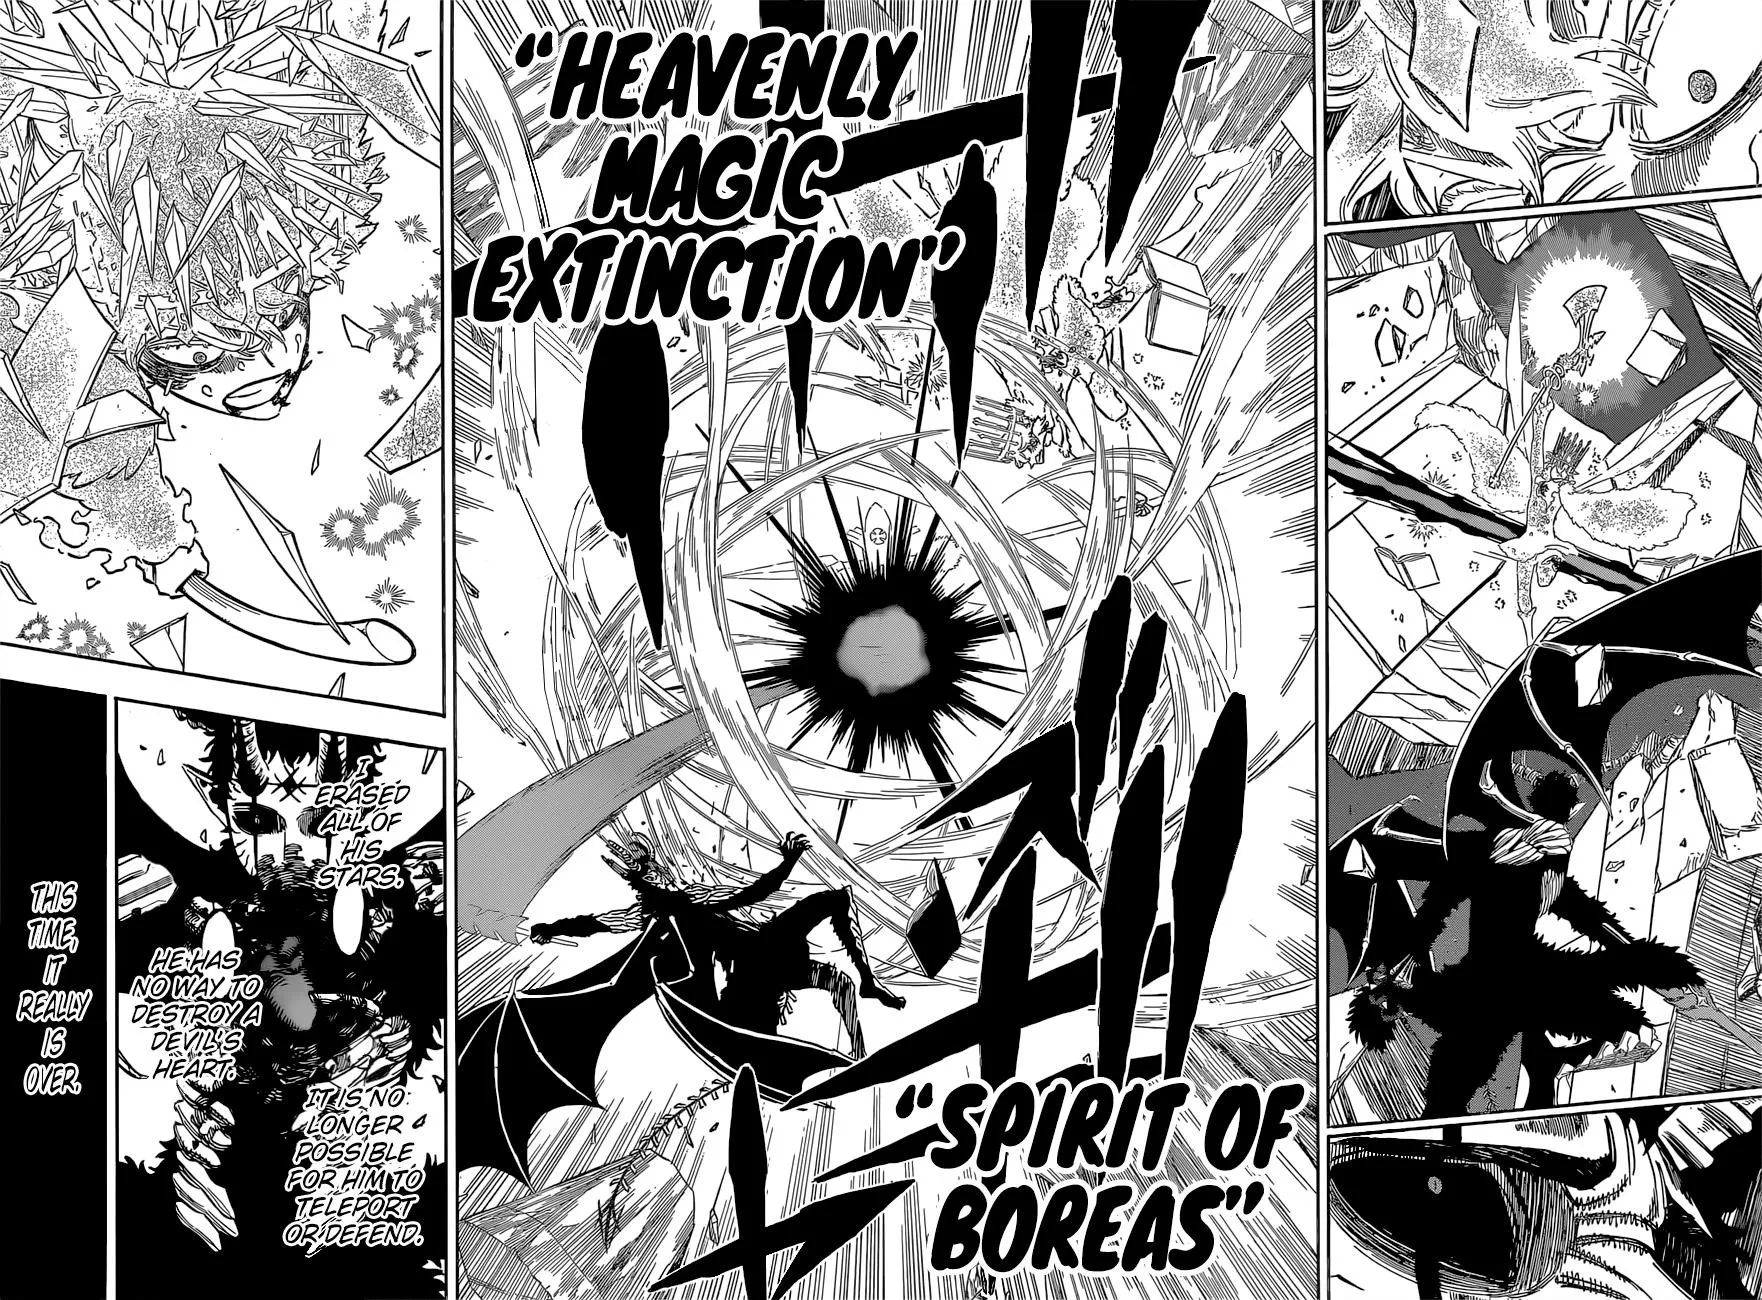 “HEAVENLY
MAGIC
EXTINCTION”
“SPIRIT OF
BOREAS”
I
ERASED
ALL OF
HIS
STARS.
HE HAS
NO WAY TO
DESTROY A
DEVIL'S
HEART.
IT IS NO
LONGER
POSSIBLE
FOR HIM TO
TELEPORT
OR DEFEND.
THIS
TIME,
IT
REALLY
IS
OVER.